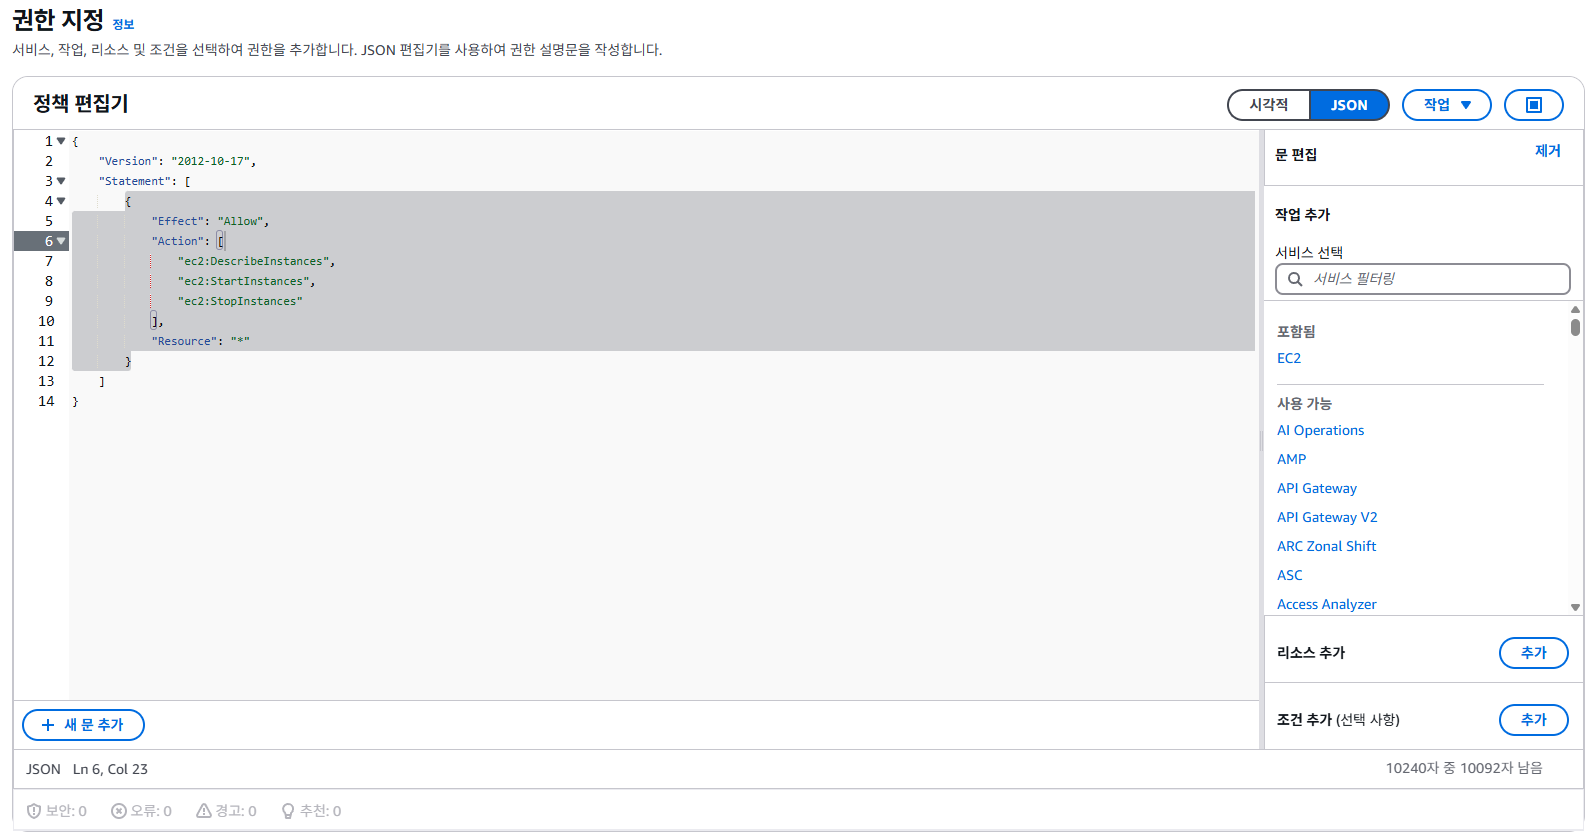 권한 지정 정보
서비스, 작업, 리소스 및 조건을 선택하여 권한을 추가합니다. JSON 편집기를 사용하여 권한 설명문을 작성합니다.
정책 편집기
시각적 JSON 작업
1 {
2 "Version": "2012-10-17",
3 "Statement": [
4 {
5 "Effect": "Allow",
6 "Action": [
7 "ec2:DescribeInstances",
8 "ec2:StartInstances",
9 "ec2:StopInstances"
10 ],
11 "Resource": "*"
12 }
13 ]
14 }
+ 새 문 추가
문 편집 제거
작업 추가
서비스 선택
서비스 필터링
포함됨
EC2
사용 가능
AI Operations
AMP
API Gateway
API Gateway V2
ARC Zonal Shift
ASC
Access Analyzer
리소스 추가 추가
조건 추가 (선택 사항) 추가
JSON Ln 6, Col 23
10240자 중 10092자 남음
보안: 0 오류: 0 경고: 0 추천: 0